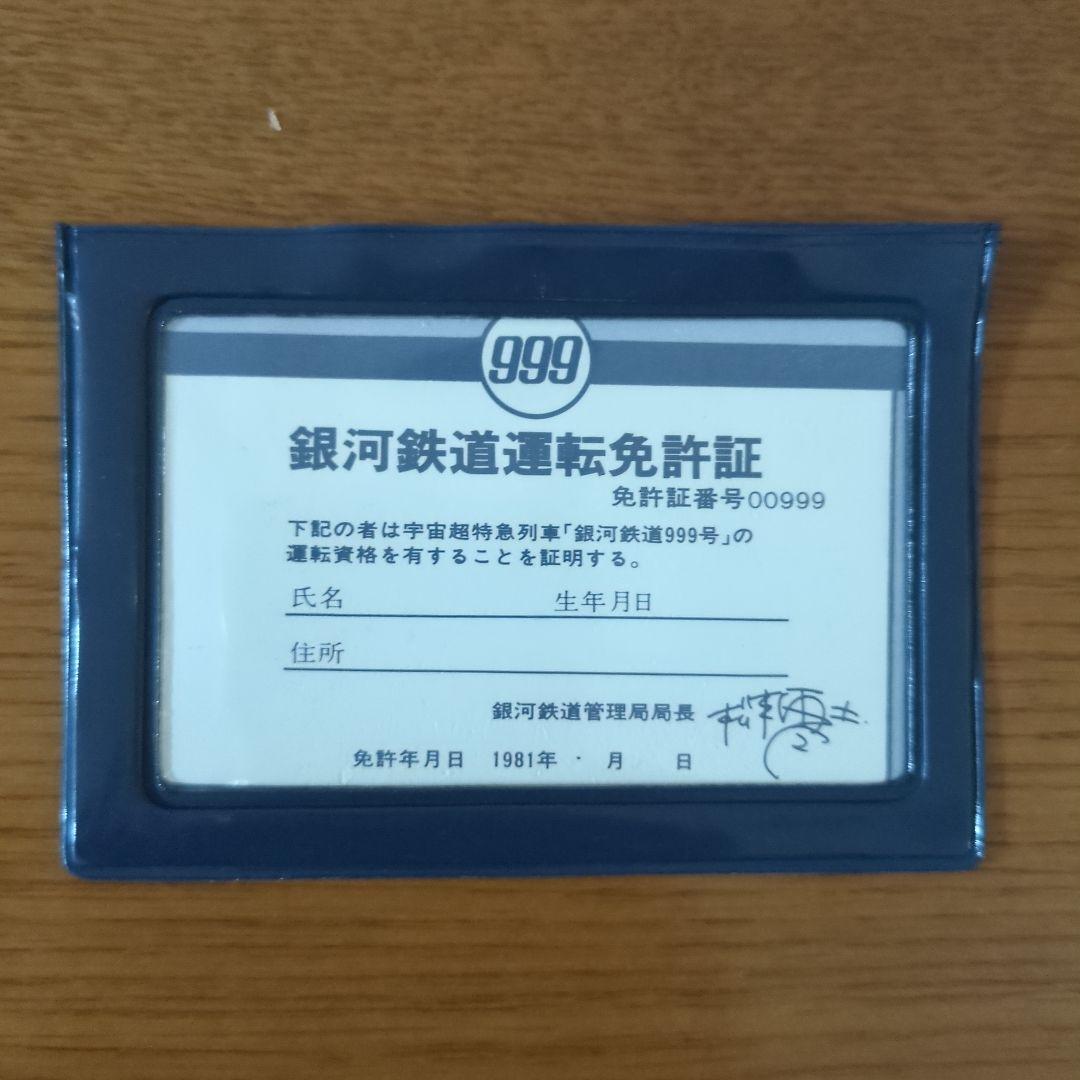 999
銀河鉄道運転免許証
免許証番号00999
下記の者は宇宙超特急列車「銀河鉄道999号」の
運転資格を有することを証明する。
氏名 生年月日
住所
銀河鉄道管理局局長 松本零士
免許年月日 1981年 ・ 月 日